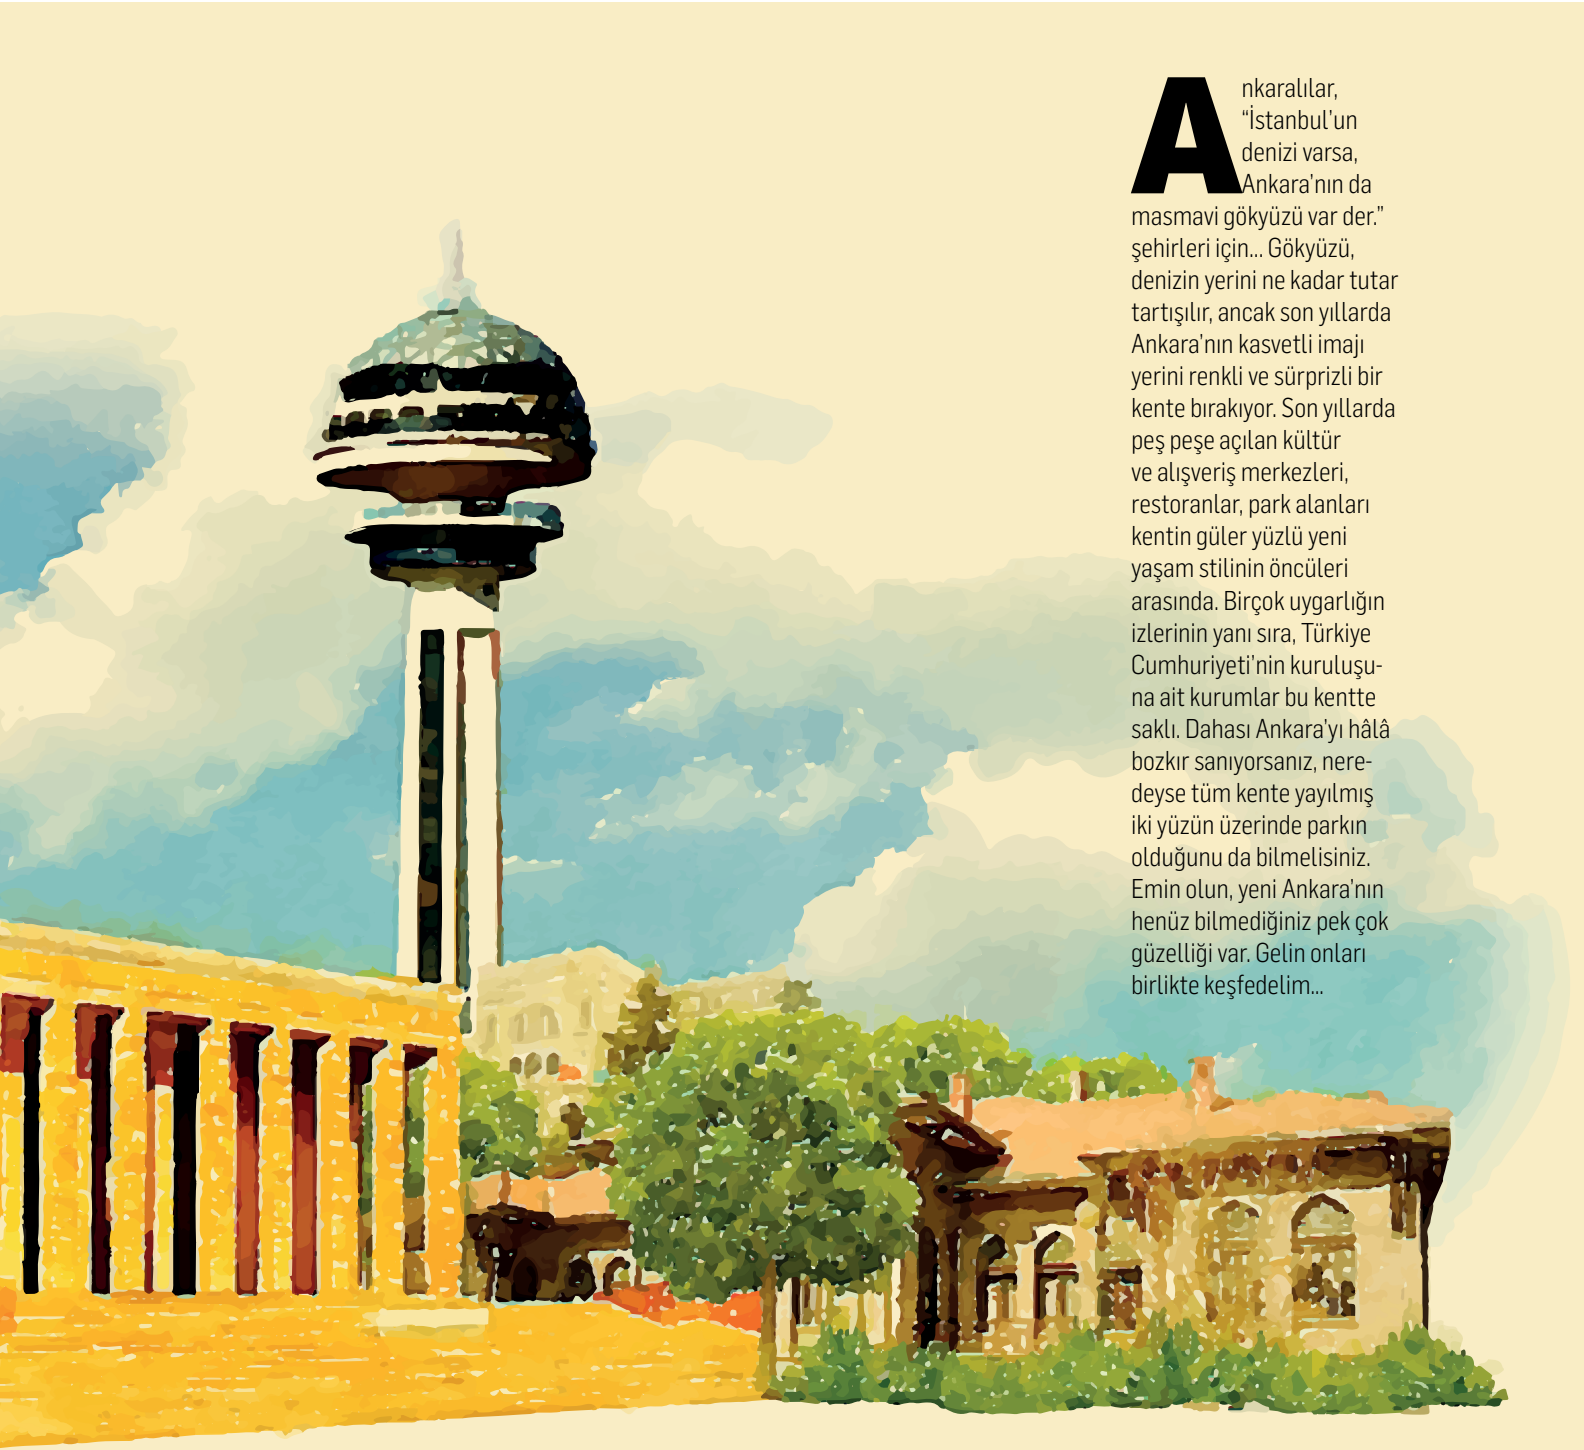 Ankaralılar,
“İstanbul’un
denizi varsa,
Ankara’nın da
masmavi gökyüzü var der.”
şehirleri için... Gökyüzü,
denizin yerini ne kadar tutar
tartışılır, ancak son yıllarda
Ankara’nın kasvetli imajı
yerini renkli ve sürprizli bir
kente bırakıyor. Son yıllarda
peş peşe açılan kültür
ve alışveriş merkezleri,
restoranlar, park alanları
kentin güler yüzlü yeni
yaşam stilinin öncüleri
arasında. Birçok uygarlığın
izlerinin yanı sıra, Türkiye
Cumhuriyeti’nin kuruluşu-
na ait kurumlar bu kentte
saklı. Dahası Ankara’yı hâlâ
bozkır sanıyorsanız, nere-
deyse tüm kente yayılmış
iki yüzün üzerinde parkın
olduğunu da bilmelisiniz.
Emin olun, yeni Ankara’nın
henüz bilmediğiniz pek çok
güzelliği var. Gelin onları
birlikte keşfedelim...